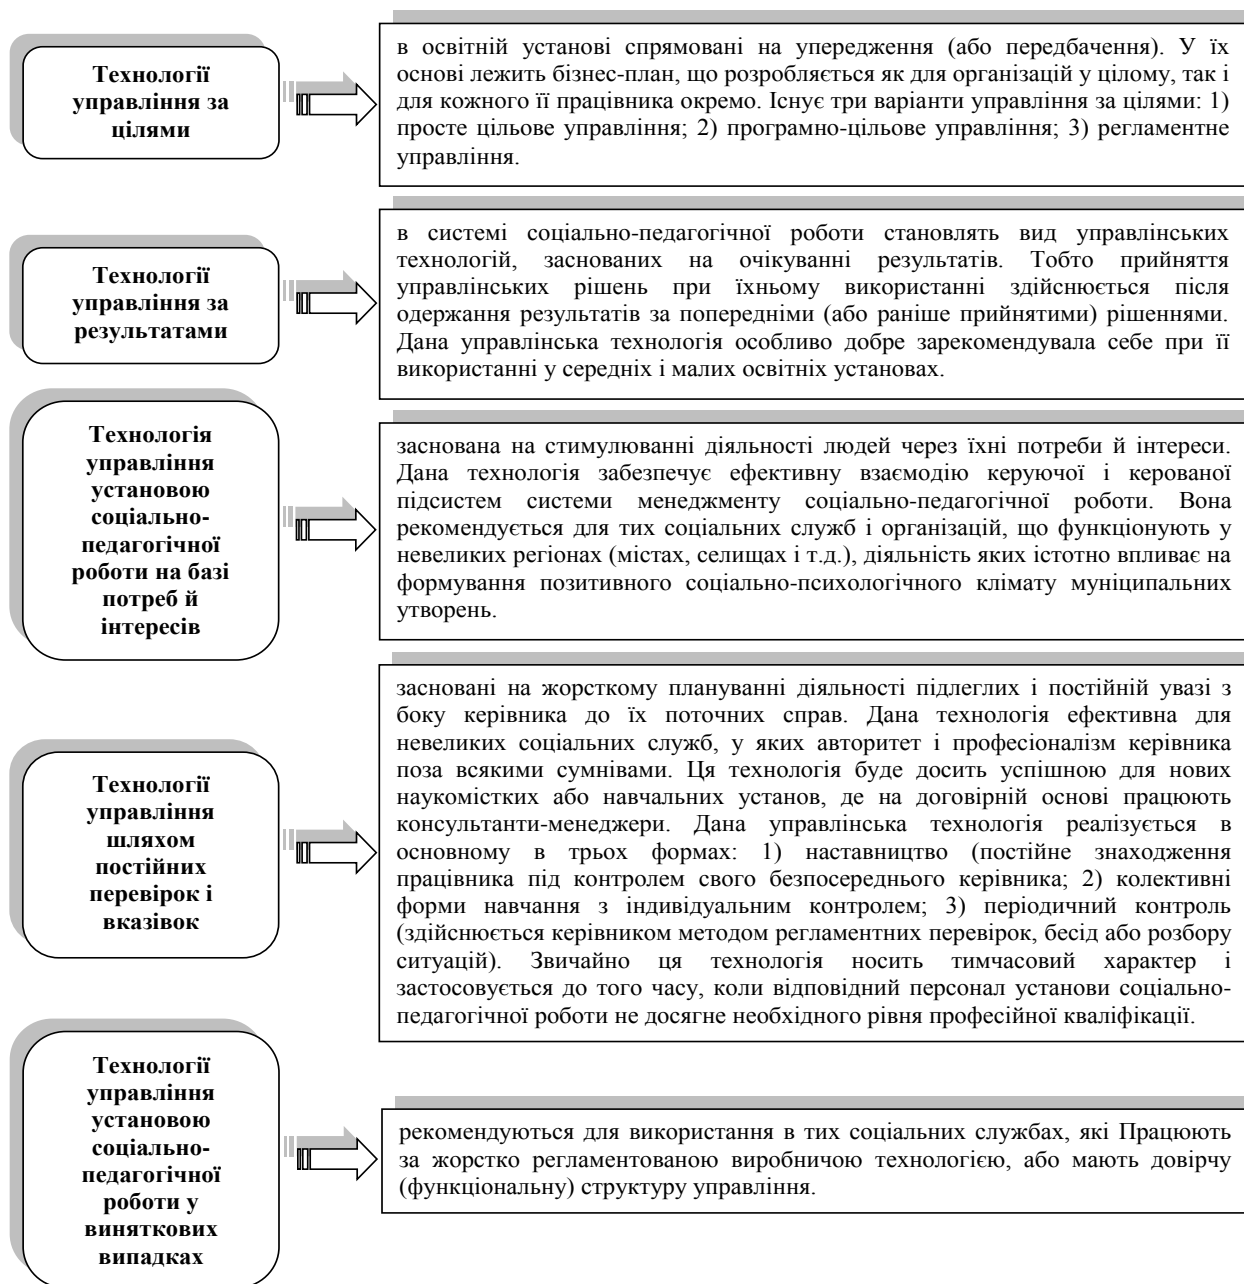 Технології
управління за
цілями
в освітній установі спрямовані на упередження (або передбачення). У їх
основі лежить бізнес-план, що розробляється як для організацій у цілому, так і
для кожного її працівника окремо. Існує три варіанти управління за цілями: 1)
просте цільове управління; 2) програмно-цільове управління; 3) регламентне
управління.
Технології
управління за
результатами
в системі соціально-педагогічної роботи становлять вид управлінських
технологій, заснованих на очікуванні результатів. Тобто прийняття
управлінських рішень при їхньому використанні здійснюється після
одержання результатів за попередніми (або раніше прийнятими) рішеннями.
Дана управлінська технологія особливо добре зарекомендувала себе при її
використанні у середніх і малих освітніх установах.
Технологія
управління
установою
соціально-
педагогічної
роботи на базі
потреб й
інтересів
заснована на стимулюванні діяльності людей через їхні потреби й інтереси.
Дана технологія забезпечує ефективну взаємодію керуючої і керованої
підсистем системи менеджменту соціально-педагогічної роботи. Вона
рекомендується для тих соціальних служб і організацій, що функціонують у
невеликих регіонах (містах, селищах і т.д.), діяльність яких істотно впливає на
формування позитивного соціально-психологічного клімату муніципальних
утворень.
Технології
управління
шляхом
постійних
перевірок і
вказівок
засновані на жорсткому плануванні діяльності підлеглих і постійній увазі з
боку керівника до їх поточних справ. Дана технологія ефективна для
невеликих соціальних служб, у яких авторитет і професіоналізм керівника
поза всякими сумнівами. Ця технологія буде досить успішною для нових
наукомістких або навчальних установ, де на договірній основі працюють
консультанти-менеджери. Дана управлінська технологія реалізується в
основному в трьох формах: 1) наставництво (постійне знаходження
працівника під контролем свого безпосереднього керівника; 2) колективні
форми навчання з індивідуальним контролем; 3) періодичний контроль
(здійснюється керівником методом регламентних перевірок, бесід або розбору
ситуацій). Звичайно ця технологія носить тимчасовий характер і
застосовується до того часу, коли відповідний персонал установи соціально-
педагогічної роботи не досягне необхідного рівня професійної кваліфікації.
Технології
управління
установою
соціально-
педагогічної
роботи у
виняткових
випадках
рекомендуються для використання в тих соціальних службах, які Працюють
за жорстко регламентованою виробничою технологією, або мають довірчу
(функціональну) структуру управління.